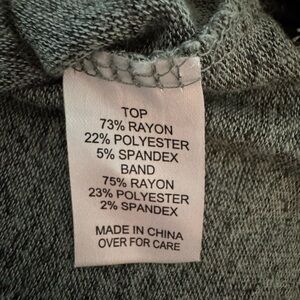 TOP
73% RAYON
22% POLYESTER
5% SPANDEX
BAND
75% RAYON
23% POLYESTER
2% SPANDEX
MADE IN CHINA
OVER FOR CARE